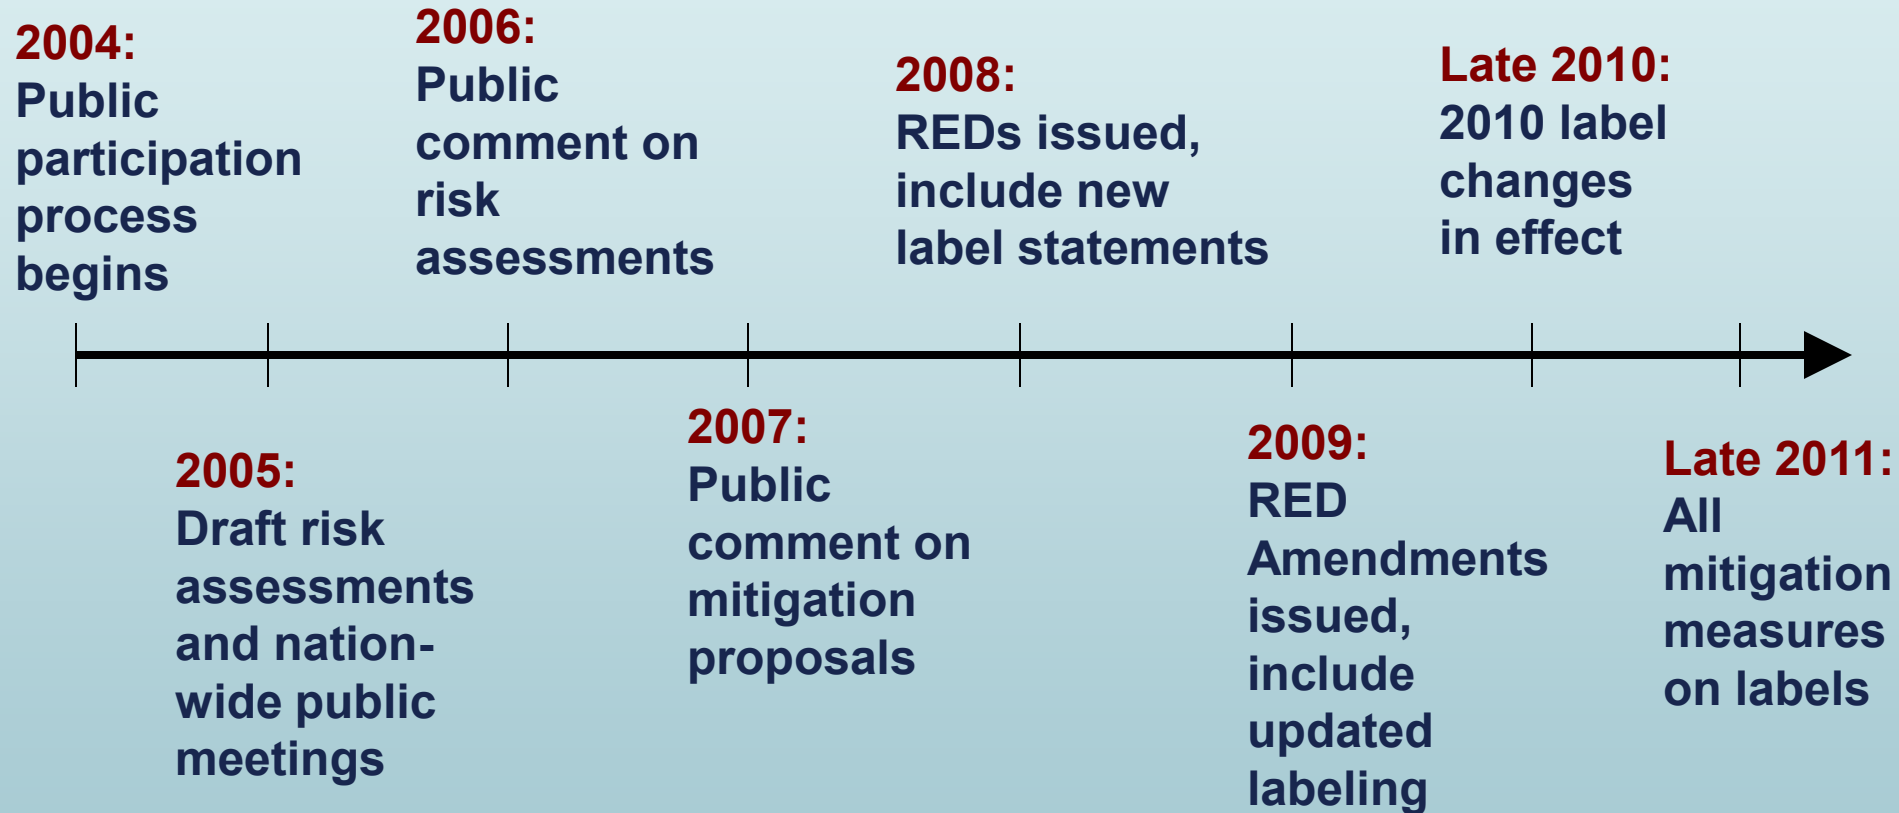 2004:
Public
participation
process
begins
2006:
Public
comment on
risk
assessments
2008:
REDs issued,
include new
label statements
Late 2010:
2010 label
changes
in effect
2005:
Draft risk
assessments
and nation-
wide public
meetings
2007:
Public
comment on
mitigation
proposals
2009:
RED
Amendments
issued,
include
updated
labeling
Late 2011:
All
mitigation
measures
on labels